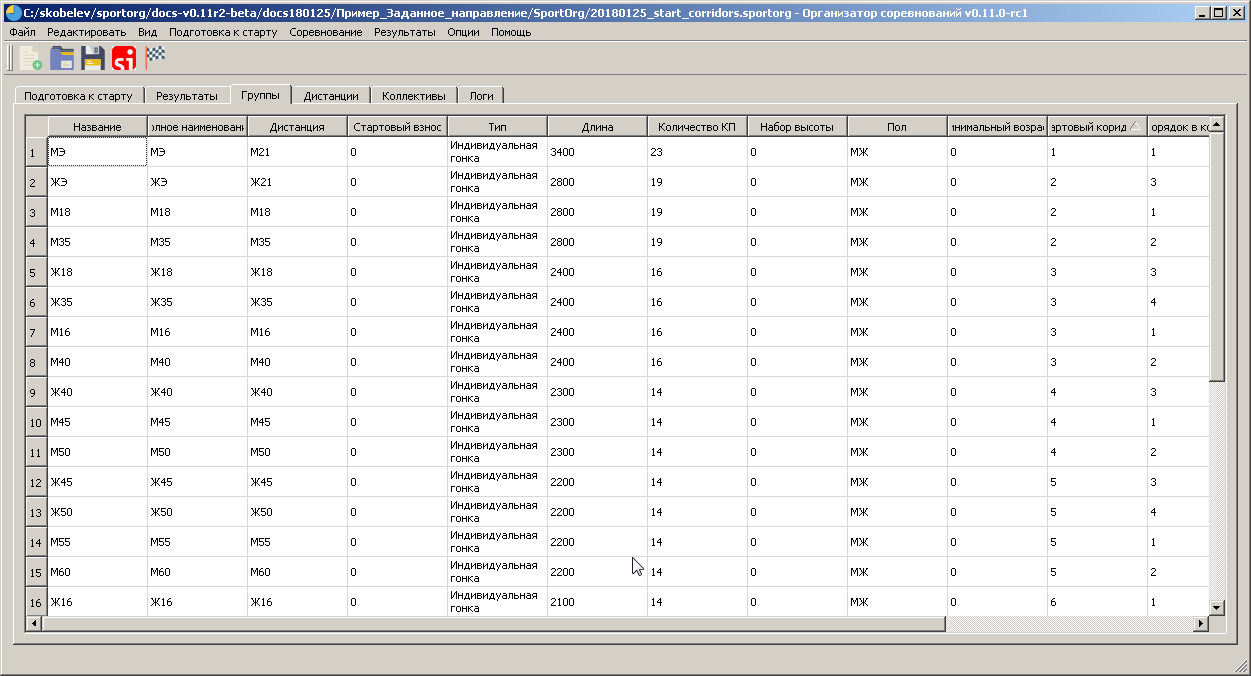 C:/skobelev/sportorg/docs-v0.11r2-beta/docs180125/Пример_Заданное_направление/SportOrg/20180125_start_corridors.sportorg - Организатор соревнований v0.11.0-rc1
Файл Редактировать Вид Подготовка к старту Соревнование Результаты Опции Помощь
si
Подготовка к старту Результаты Группы Дистанции Коллективы Логи
Название олное наименовани Дистанция Стартовый взнос Тип Длина Количество КП Набор высоты Пол инимальный возрас артовый корид орядок в ко
1 МЭ МЭ М21 0 Индивидуальная гонка 3400 23 0 МЖ 0 1 1
2 ЖЭ ЖЭ Ж21 0 Индивидуальная гонка 2800 19 0 МЖ 0 2 3
3 М18 М18 М18 0 Индивидуальная гонка 2800 19 0 МЖ 0 2 1
4 М35 М35 М35 0 Индивидуальная гонка 2800 19 0 МЖ 0 2 2
5 Ж18 Ж18 Ж18 0 Индивидуальная гонка 2400 16 0 МЖ 0 3 3
6 Ж35 Ж35 Ж35 0 Индивидуальная гонка 2400 16 0 МЖ 0 3 4
7 М16 М16 М16 0 Индивидуальная гонка 2400 16 0 МЖ 0 3 1
8 М40 М40 М40 0 Индивидуальная гонка 2400 16 0 МЖ 0 3 2
9 Ж40 Ж40 Ж40 0 Индивидуальная гонка 2300 14 0 МЖ 0 4 3
10 М45 М45 М45 0 Индивидуальная гонка 2300 14 0 МЖ 0 4 1
11 М50 М50 М50 0 Индивидуальная гонка 2300 14 0 МЖ 0 4 2
12 Ж45 Ж45 Ж45 0 Индивидуальная гонка 2200 14 0 МЖ 0 5 3
13 Ж50 Ж50 Ж50 0 Индивидуальная гонка 2200 14 0 МЖ 0 5 4
14 М55 М55 М55 0 Индивидуальная гонка 2200 14 0 МЖ 0 5 1
15 М60 М60 М60 0 Индивидуальная гонка 2200 14 0 МЖ 0 5 2
16 Ж16 Ж16 Ж16 0 Индивидуальная гонка 2100 14 0 МЖ 0 6 1